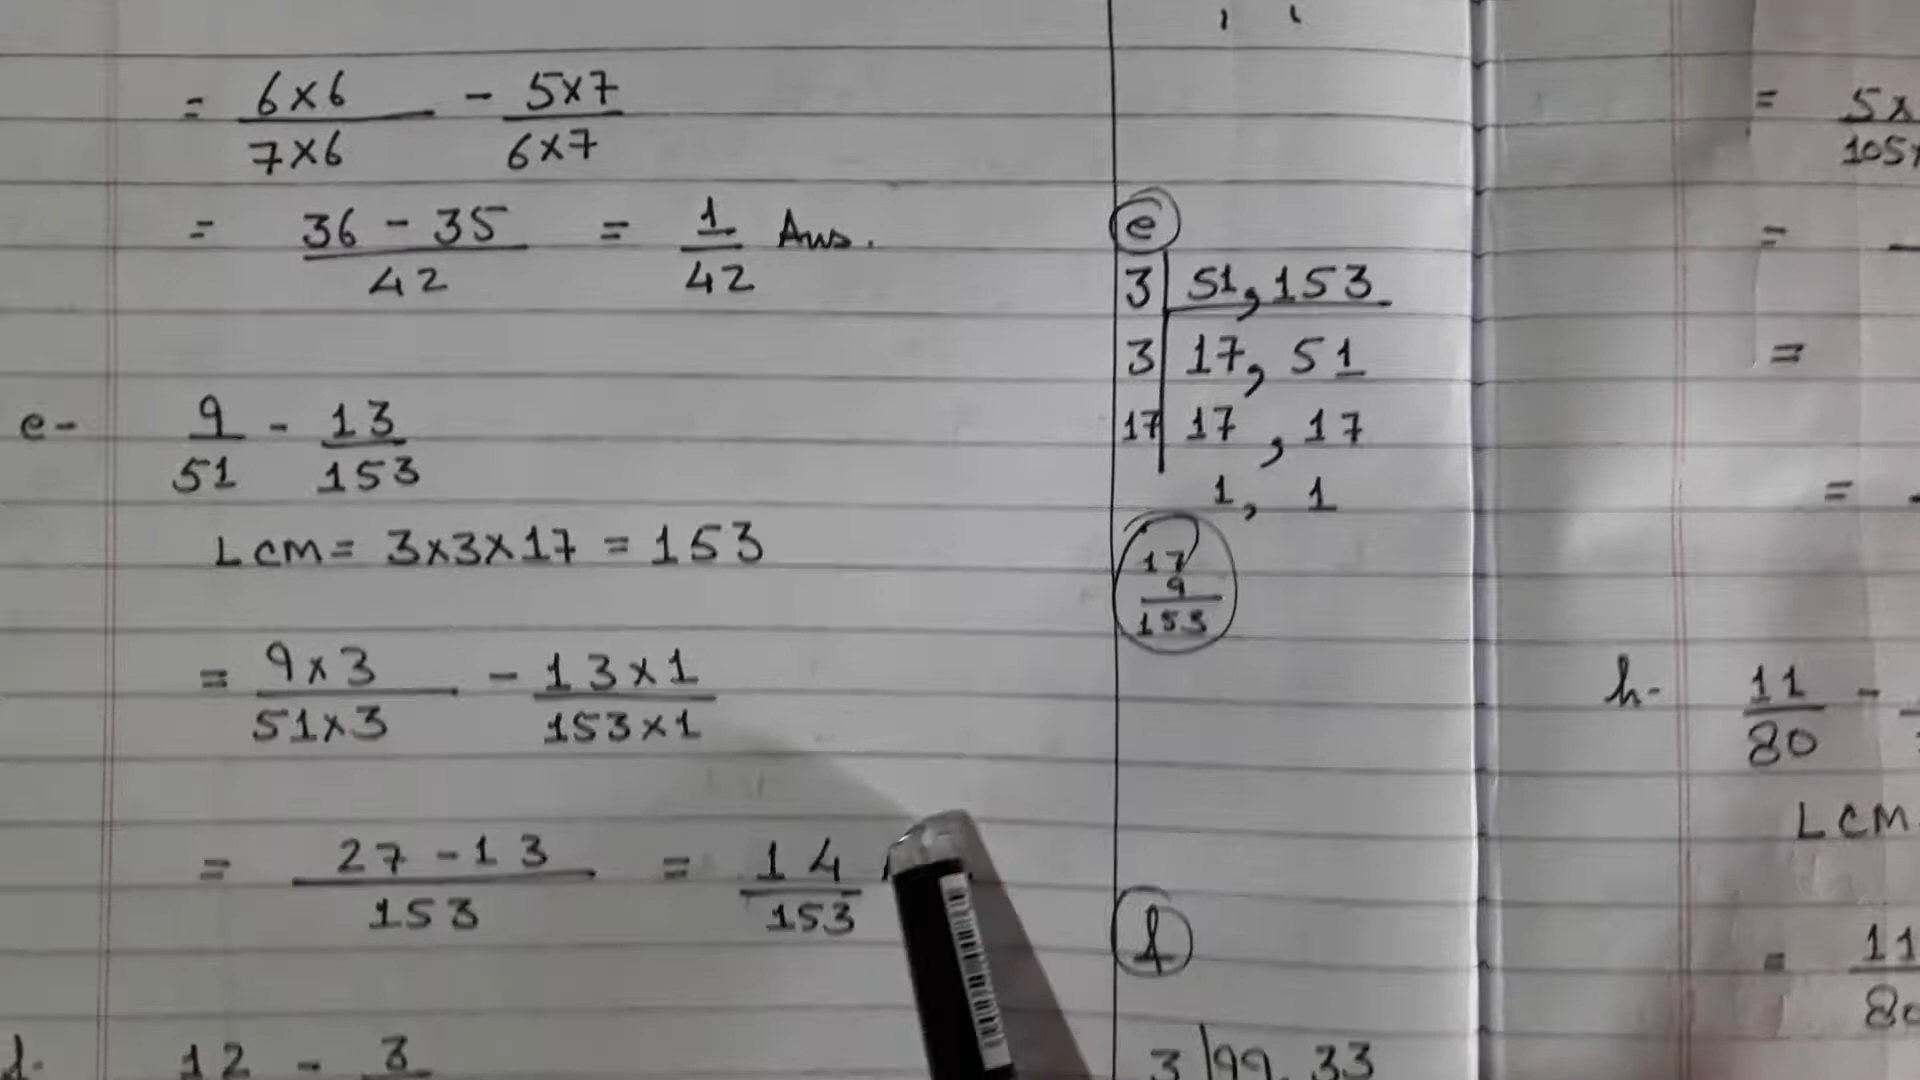 = 6×6/7×6 - 5×7/6×7
= 36-35/42 = 1/42 Ans.
e- 9/51 - 13/153
LCM = 3×3×17 = 153
= 9×3/51×3 - 13×1/153×1
= 27-13/153 = 14/153
12 - 3
e
3 | 51, 153
3 | 17, 51
17 | 17, 17
1, 1
17
9
153
f
3 | 99, 33
= 5×/105×
=
=
=
h- 11/80 -
LCM
= 11/80